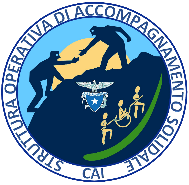 STRUTTURA OPERATIVA DI ACCOMPAGNAMENTO SOLIDALE
CAI